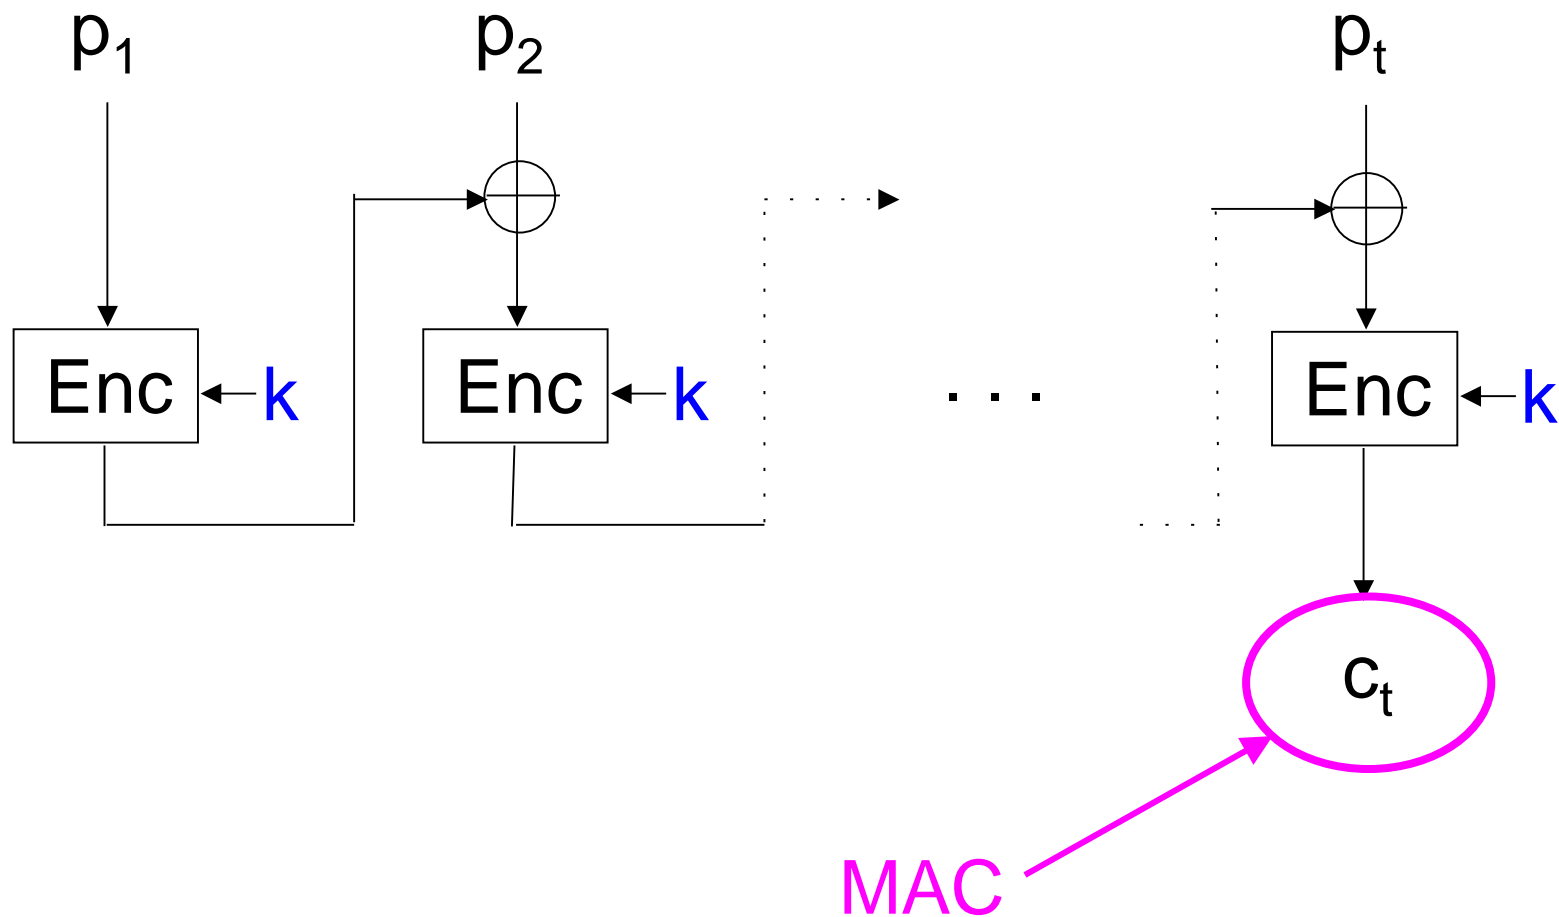 p₁ p₂ pₜ
Enc k Enc k . . . Enc k
cₜ
MAC